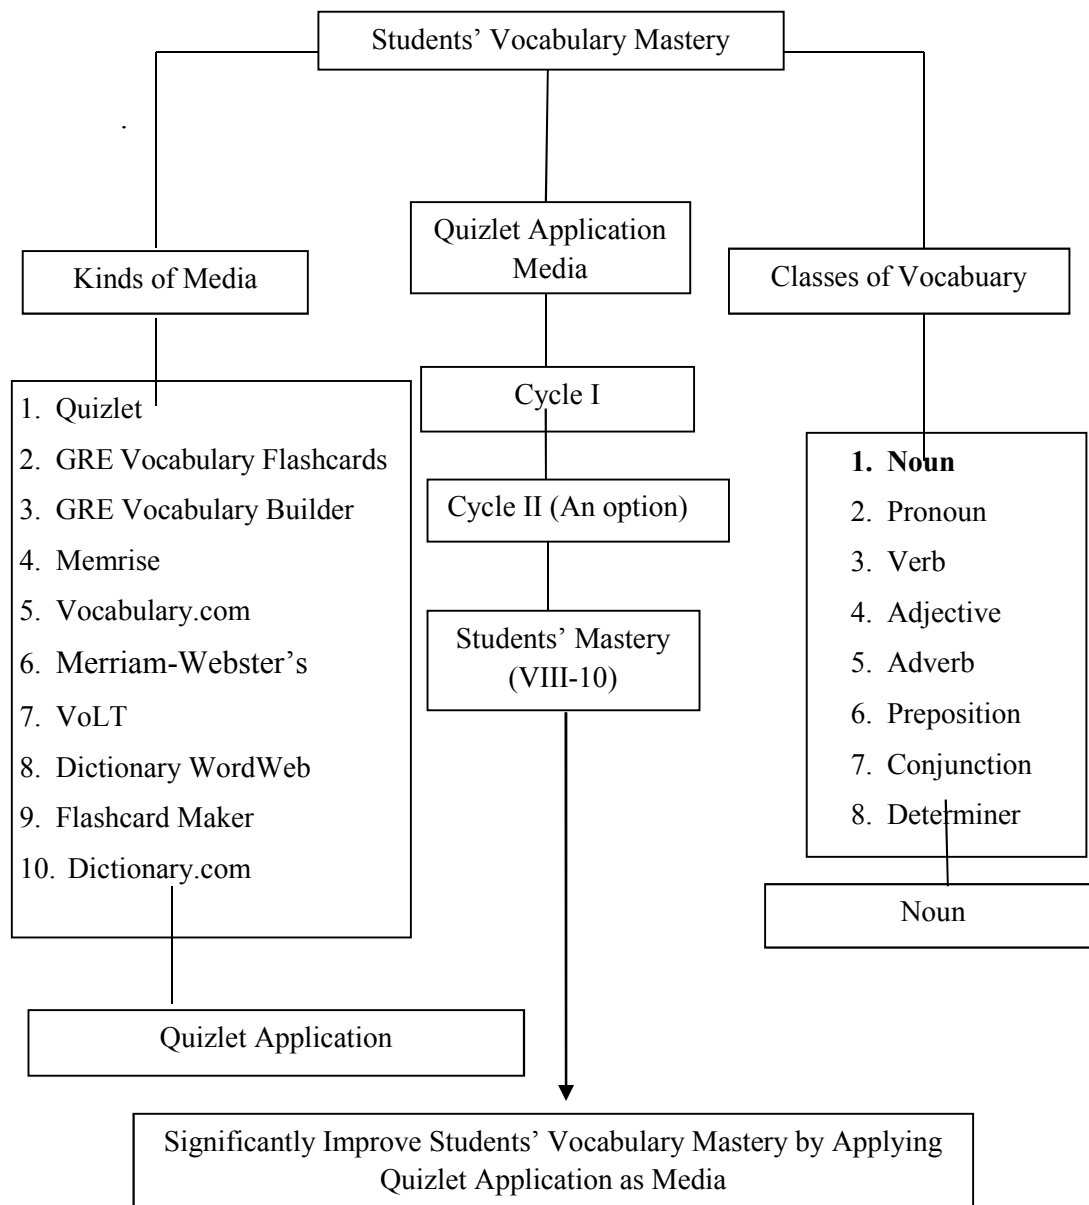 Students’ Vocabulary Mastery
Kinds of Media
Quizlet Application
Media
Classes of Vocabuary
1. Quizlet
2. GRE Vocabulary Flashcards
3. GRE Vocabulary Builder
4. Memrise
5. Vocabulary.com
6. Merriam-Webster’s
7. VoLT
8. Dictionary WordWeb
9. Flashcard Maker
10. Dictionary.com
Quizlet Application
Cycle I
Cycle II (An option)
Students’ Mastery
(VIII-10)
1. Noun
2. Pronoun
3. Verb
4. Adjective
5. Adverb
6. Preposition
7. Conjunction
8. Determiner
Noun
Significantly Improve Students’ Vocabulary Mastery by Applying
Quizlet Application as Media